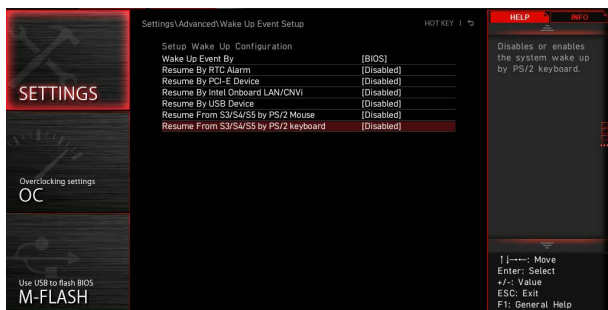 Settings\Advanced\Wake Up Event Setup
HOT KEY | ⮌
HELP
INFO
Setup Wake Up Configuration
Wake Up Event By [BIOS]
Resume By RTC Alarm [Disabled]
Resume By PCI-E Device [Disabled]
Resume By Intel Onboard LAN/CNVi [Disabled]
Resume By USB Device [Disabled]
Resume From S3/S4/S5 by PS/2 Mouse [Disabled]
Resume From S3/S4/S5 by PS/2 keyboard [Disabled]
SETTINGS
Overclocking settings
OC
Use USB to flash BIOS
M-FLASH
Disables or enables
the system wake up
by PS/2 keyboard.
↑↓→←: Move
Enter: Select
+/-: Value
ESC: Exit
F1: General Help